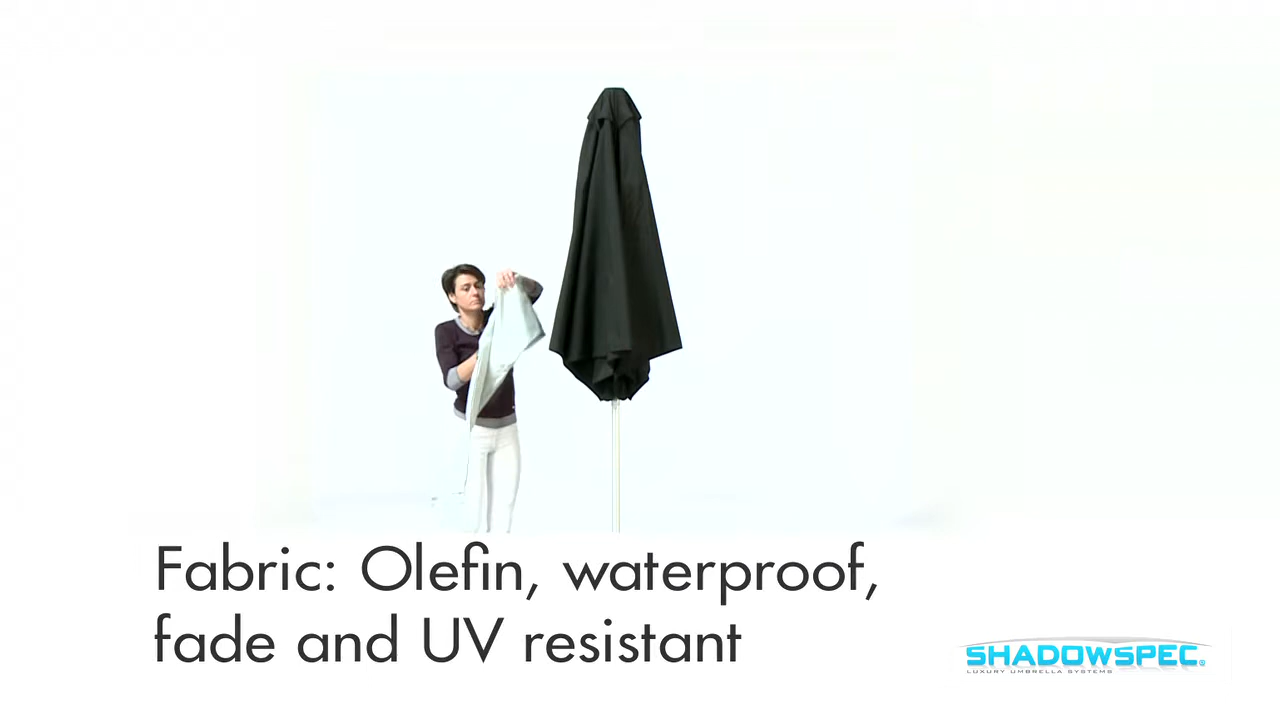 Fabric: Olefin, waterproof,
fade and UV resistant
SHADOWSPEC®
LUXURY UMBRELLA SYSTEMS